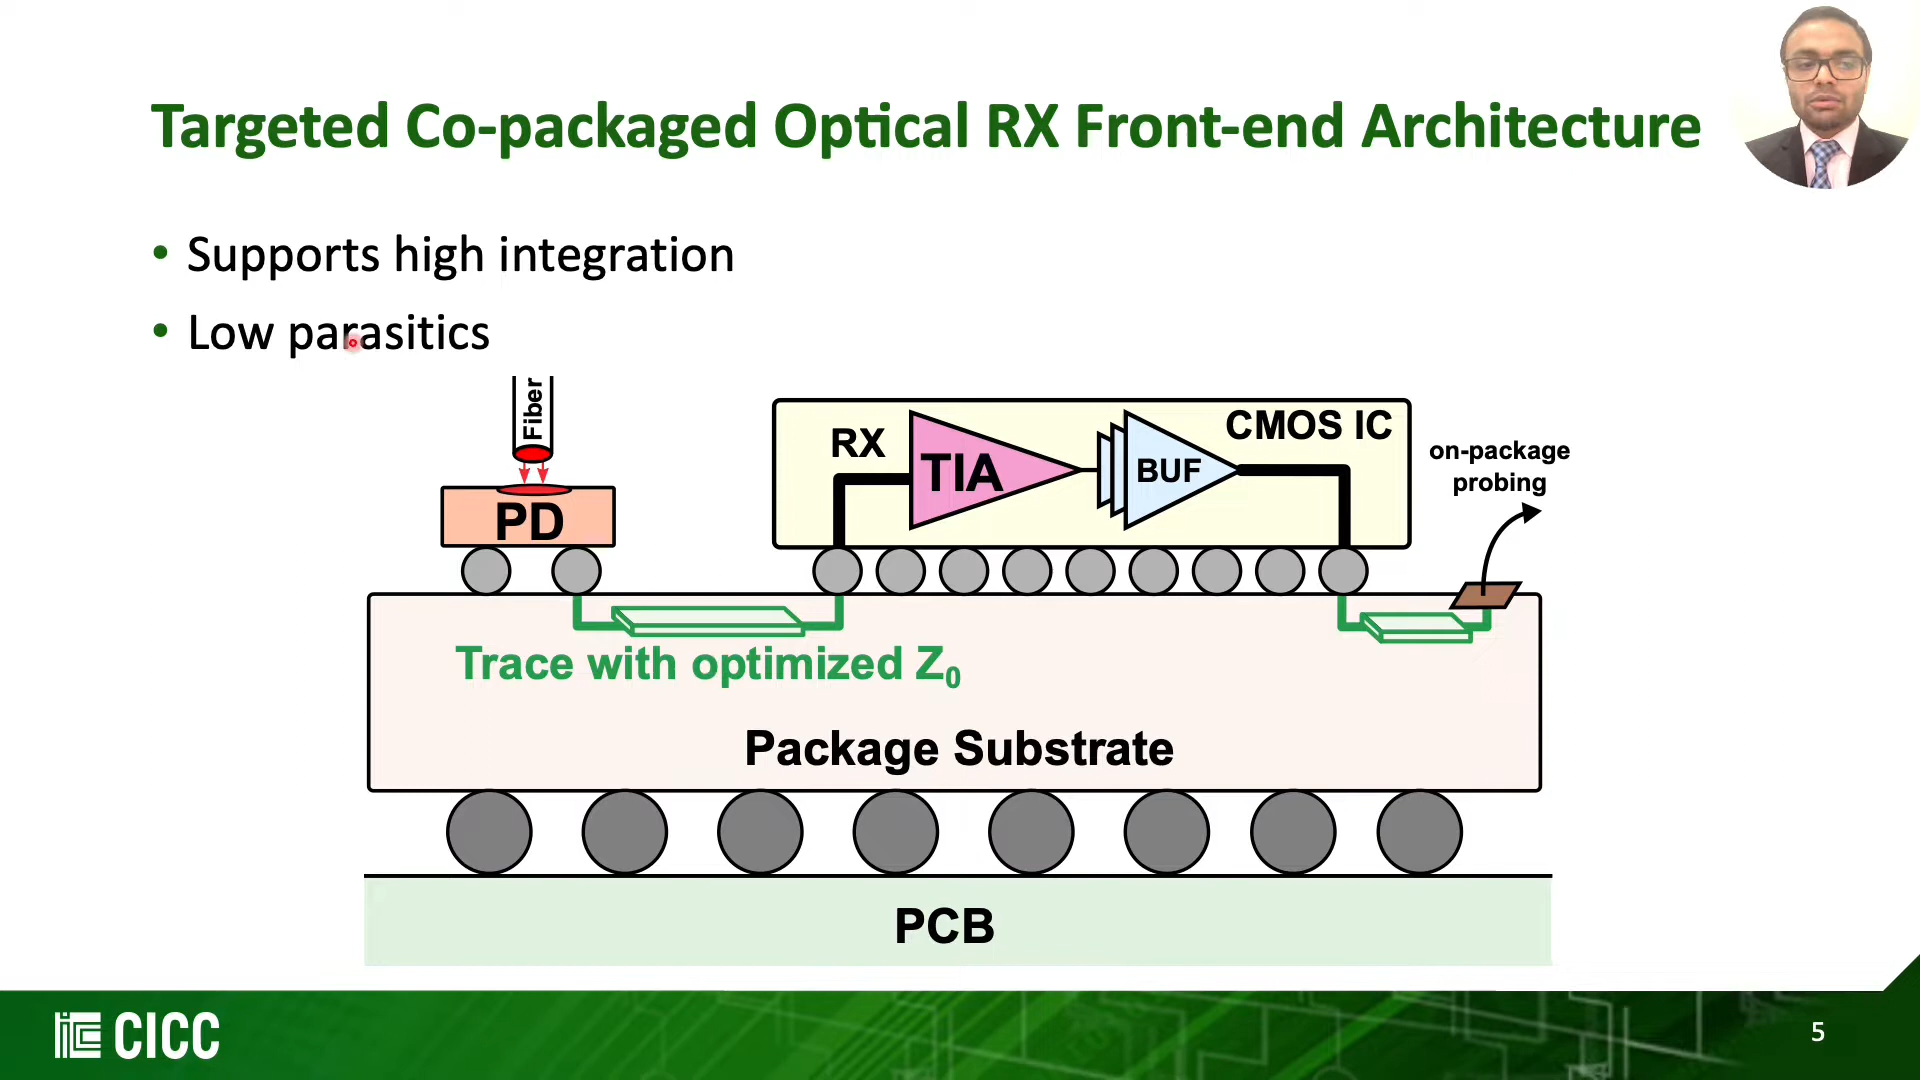 Targeted Co-packaged Optical RX Front-end Architecture
• Supports high integration
• Low parasitics
Fiber
PD
RX
TIA
BUF
CMOS IC
on-package
probing
Trace with optimized Z₀
Package Substrate
PCB
CICC
5